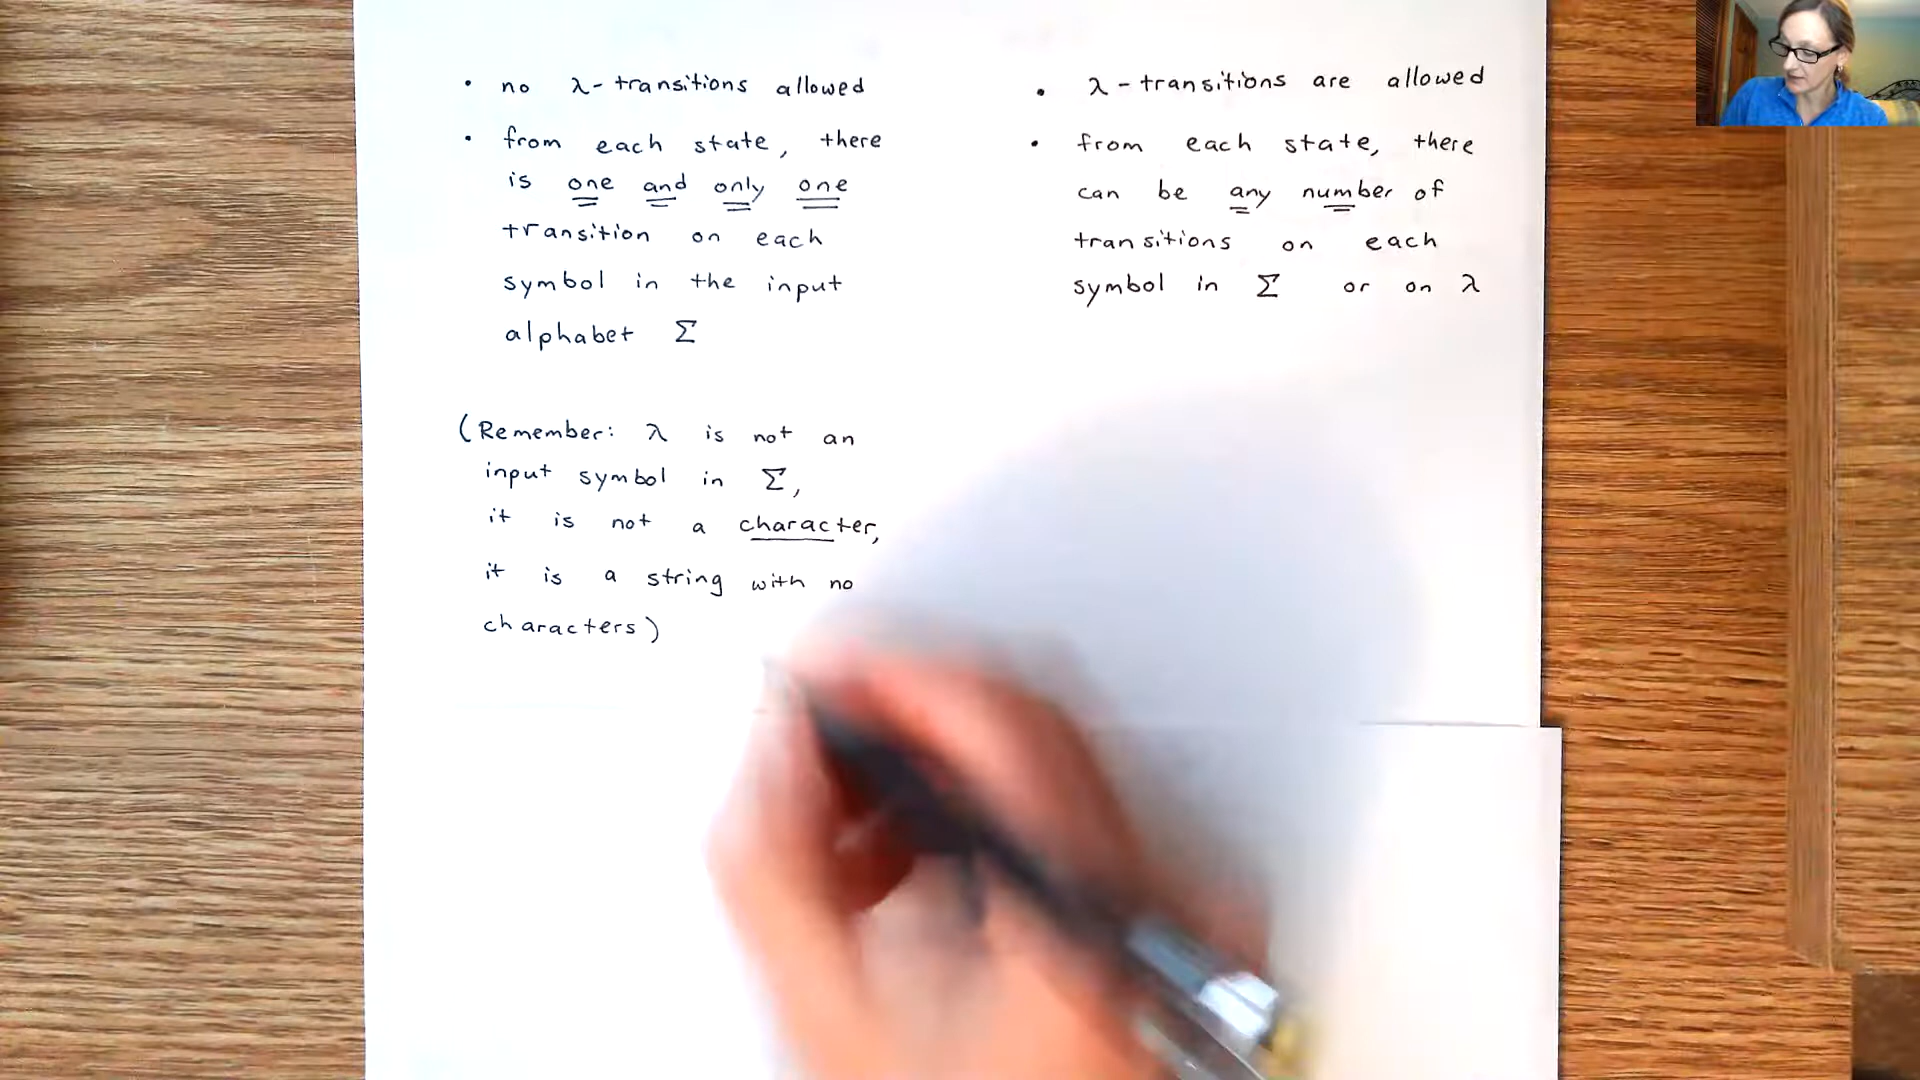 • no λ-transitions allowed
• from each state, there
is one and only one
transition on each
symbol in the input
alphabet Σ
(Remember: λ is not an
input symbol in Σ,
it is not a character,
it is a string with no
characters)
• λ-transitions are allowed
• from each state, there
can be any number of
transitions on each
symbol in Σ or on λ